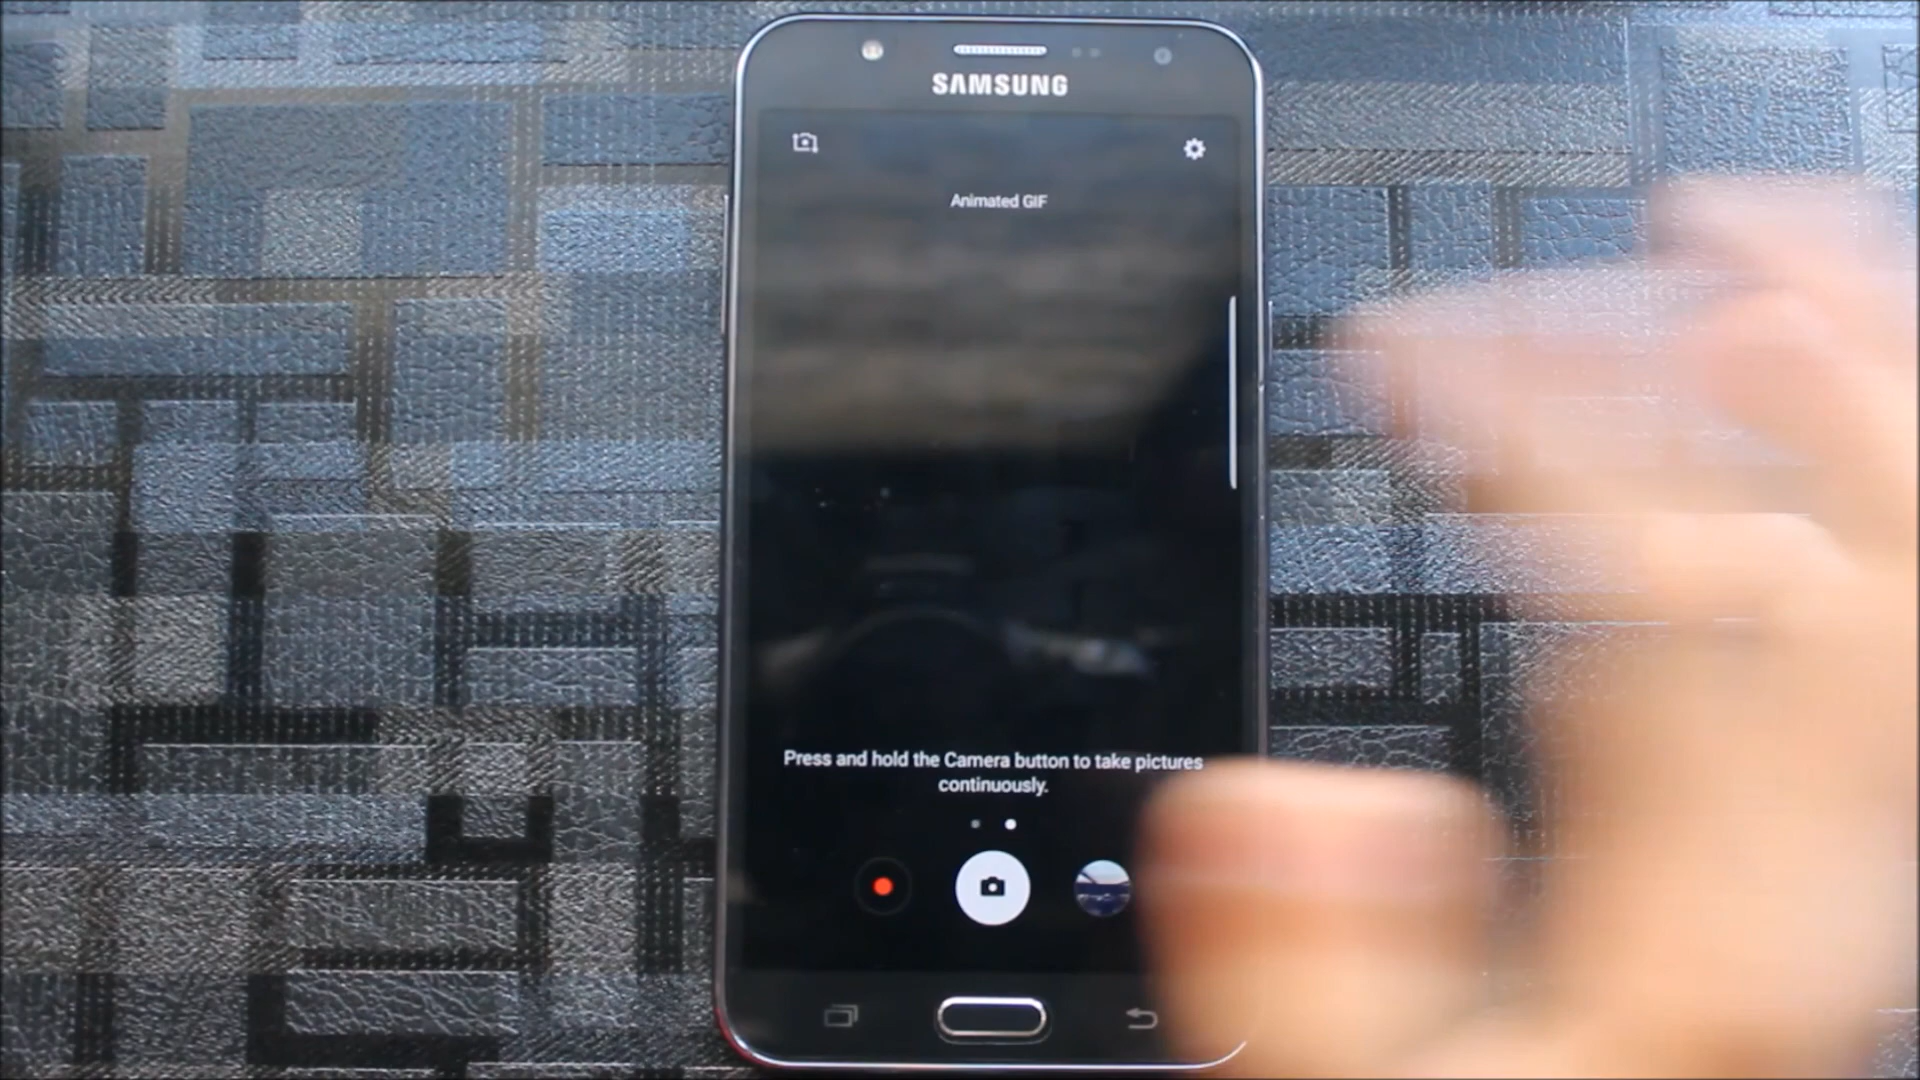 SAMSUNG
Animated GIF
Press and hold the Camera button to take pictures
continuously.